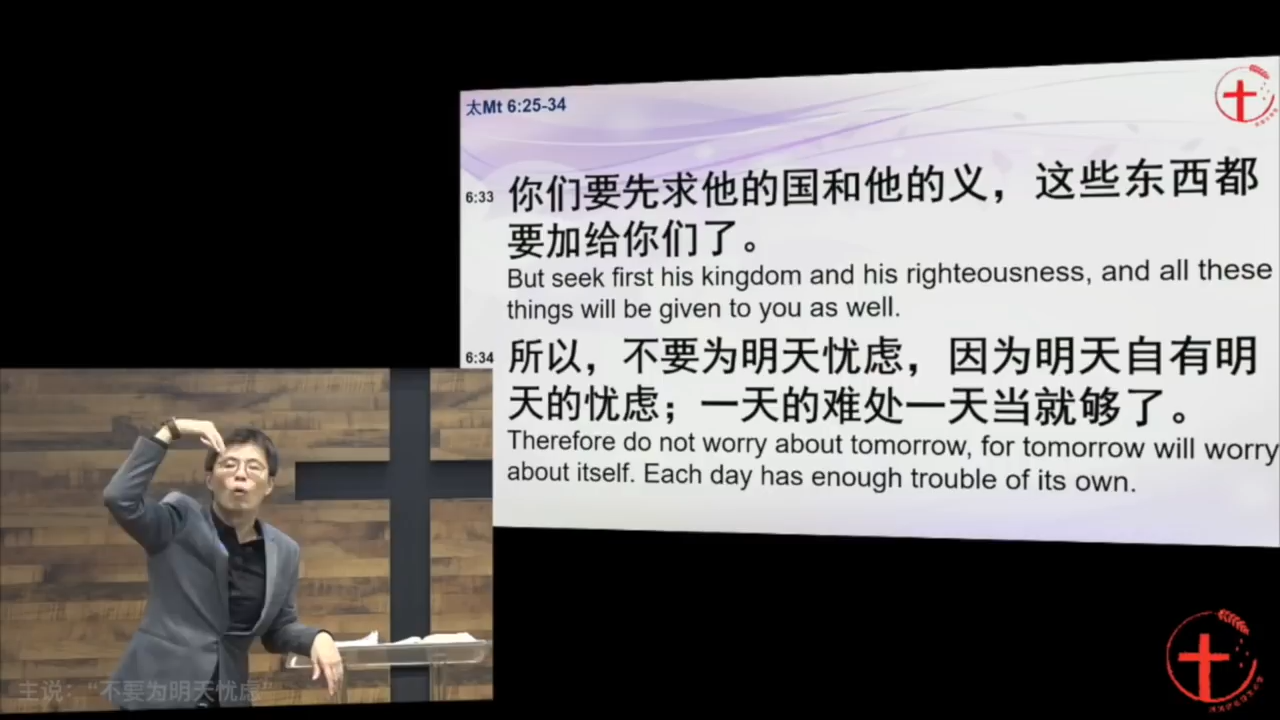 太Mt 6:25-34
6:33 你们要先求他的国和他的义，这些东西都
要加给你们了。
But seek first his kingdom and his righteousness, and all these
things will be given to you as well.
6:34 所以，不要为明天忧虑，因为明天自有明
天的忧虑；一天的难处一天当就够了。
Therefore do not worry about tomorrow, for tomorrow will worry
about itself. Each day has enough trouble of its own.
主说：“不要为明天忧虑”